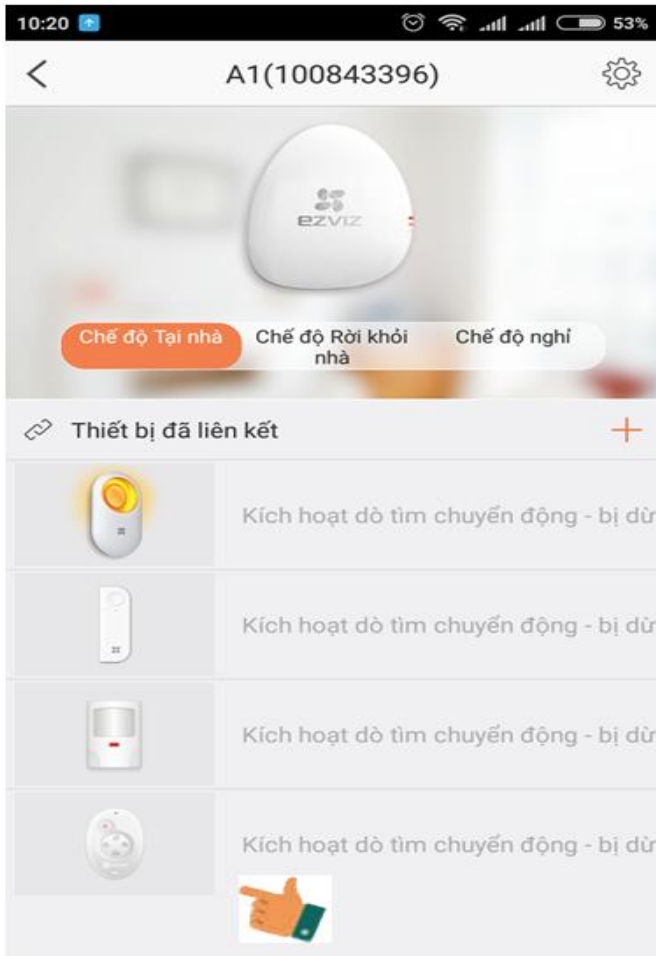 10:20
53%
A1(100843396)
ezviz
Chế độ Tại nhà
Chế độ Rời khỏi
nhà
Chế độ nghỉ
Thiết bị đã liên kết
Kích hoạt dò tìm chuyển động - bị dừ
Kích hoạt dò tìm chuyển động - bị dừ
Kích hoạt dò tìm chuyển động - bị dừ
Kích hoạt dò tìm chuyển động - bị dừ